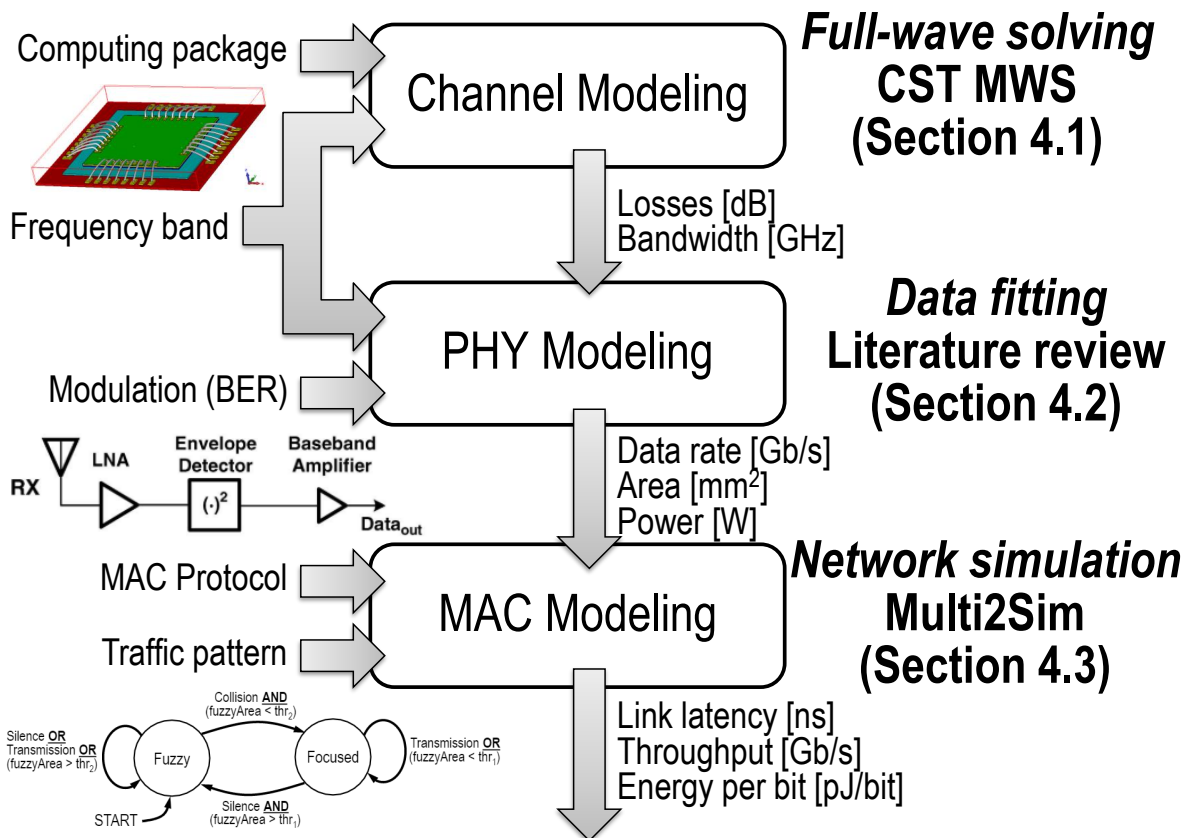 Computing package
Channel Modeling
Full-wave solving
CST MWS
(Section 4.1)
Frequency band
Losses [dB]
Bandwidth [GHz]
PHY Modeling
Data fitting
Literature review
(Section 4.2)
Modulation (BER)
RX
LNA
Envelope
Detector
(·)²
Baseband
Amplifier
Dataout
Data rate [Gb/s]
Area [mm²]
Power [W]
MAC Protocol
Traffic pattern
MAC Modeling
Network simulation
Multi2Sim
(Section 4.3)
Collision AND
(fuzzyArea < thr₂)
Silence OR
Transmission OR
(fuzzyArea > thr₂)
Fuzzy
Focused
Transmission OR
(fuzzyArea < thr₁)
Silence AND
(fuzzyArea > thr₁)
START
Link latency [ns]
Throughput [Gb/s]
Energy per bit [pJ/bit]